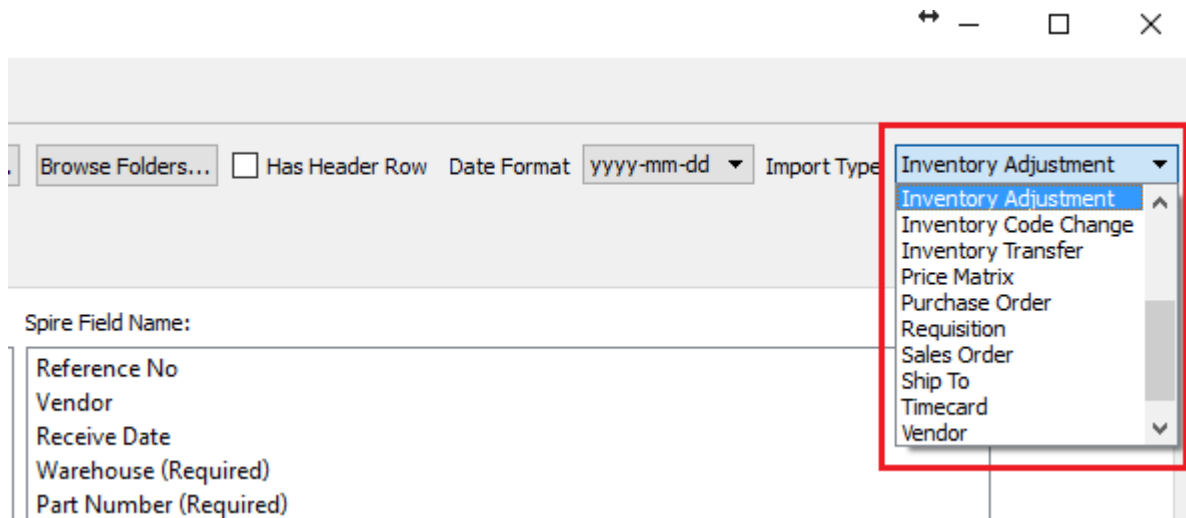 Browse Folders...
Has Header Row
Date Format
yyyy-mm-dd
Import Type
Inventory Adjustment
Inventory Adjustment
Inventory Code Change
Inventory Transfer
Price Matrix
Purchase Order
Requisition
Sales Order
Ship To
Timecard
Vendor
Spire Field Name:
Reference No
Vendor
Receive Date
Warehouse (Required)
Part Number (Required)